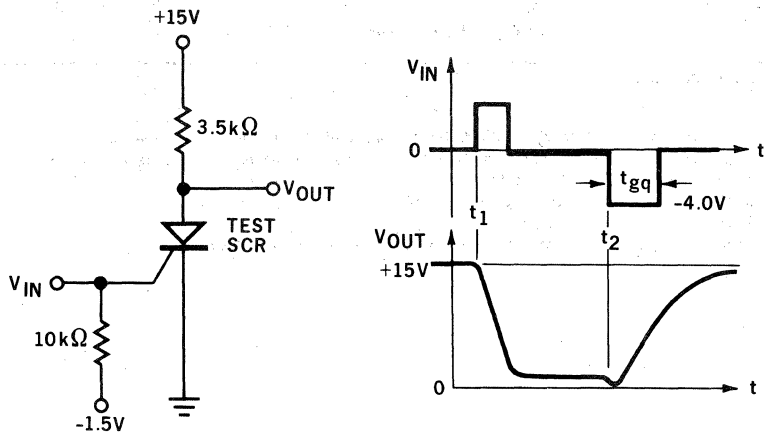 +15V
3.5kΩ
VOUT
TEST
SCR
VIN
10kΩ
-1.5V
VIN
0
t
tgq
-4.0V
t1
t2
VOUT
+15V
0
t